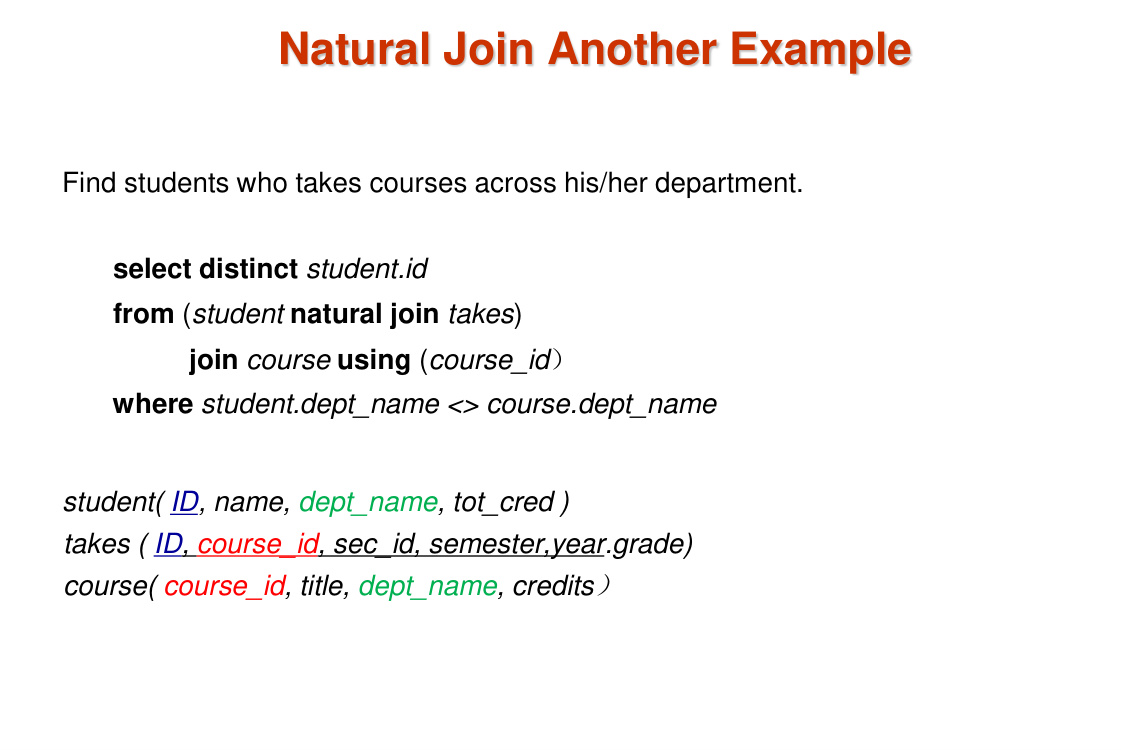 Natural Join Another Example
Find students who takes courses across his/her department.
select distinct student.id
from (student natural join takes)
join course using (course_id）
where student.dept_name <> course.dept_name
student( ID, name, dept_name, tot_cred )
takes ( ID, course_id, sec_id, semester,year.grade)
course( course_id, title, dept_name, credits）